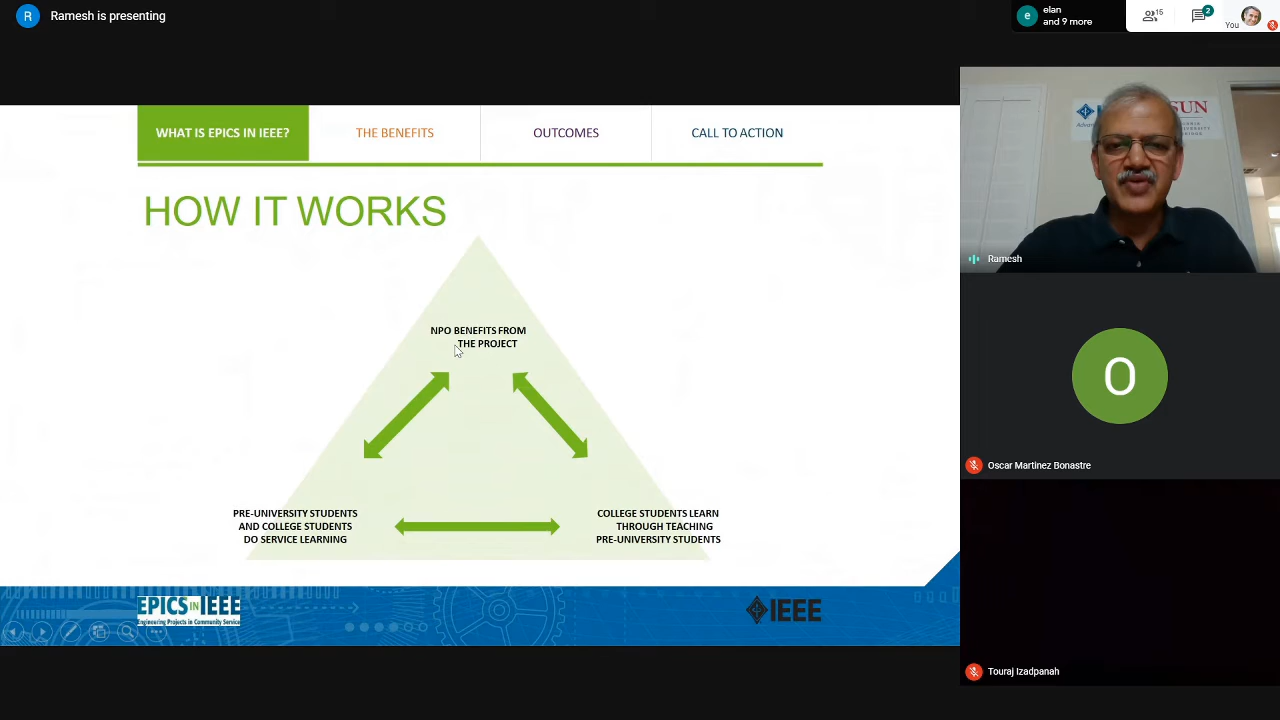 R
Ramesh is presenting
e
elan
and 9 more
15
2
You
WHAT IS EPICS IN IEEE?
THE BENEFITS
OUTCOMES
CALL TO ACTION
HOW IT WORKS
NPO BENEFITS FROM
THE PROJECT
PRE-UNIVERSITY STUDENTS
AND COLLEGE STUDENTS
DO SERVICE LEARNING
COLLEGE STUDENTS LEARN
THROUGH TEACHING
PRE-UNIVERSITY STUDENTS
EPICS IN IEEE
Engineering Projects in Community Service
IEEE
SUN
Ramesh
O
Oscar Martinez Bonastre
Touraj Izadpanah